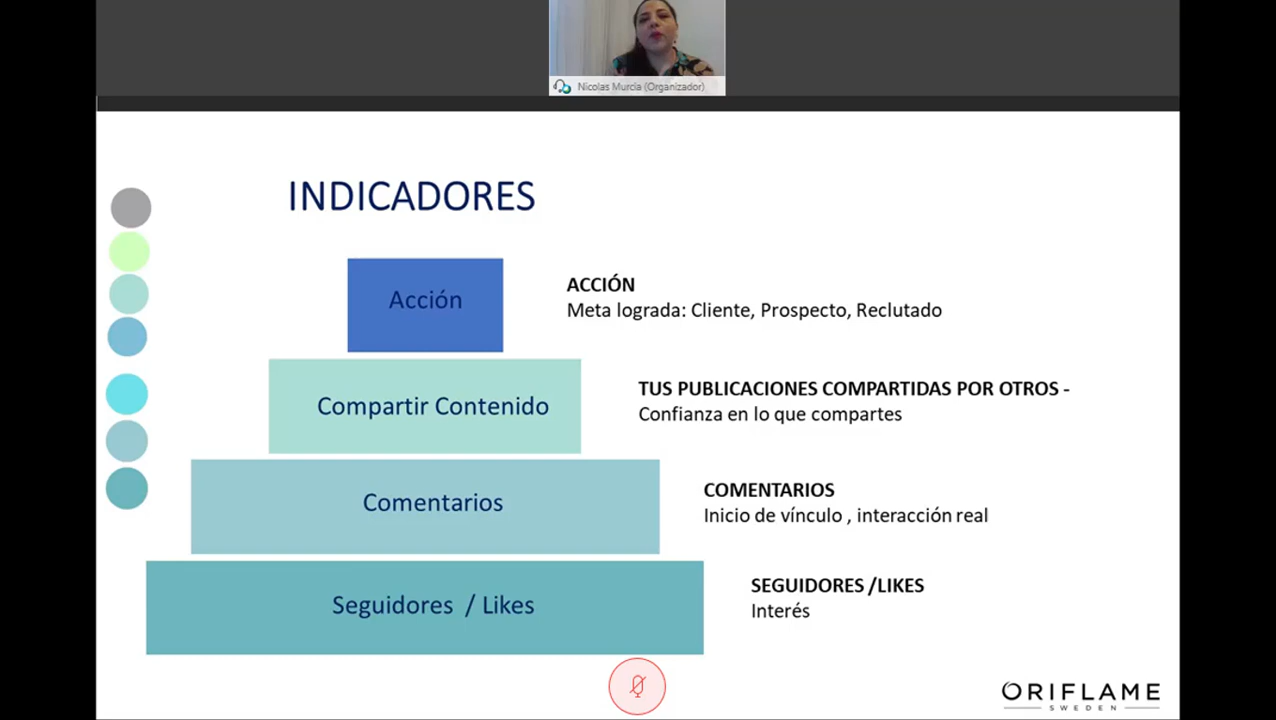 Nicolas Murcia (Organizador)
INDICADORES
Acción
ACCIÓN
Meta lograda: Cliente, Prospecto, Reclutado
Compartir Contenido
TUS PUBLICACIONES COMPARTIDAS POR OTROS -
Confianza en lo que compartes
Comentarios
COMENTARIOS
Inicio de vínculo , interacción real
Seguidores / Likes
SEGUIDORES /LIKES
Interés
ORIFLAME
SWEDEN